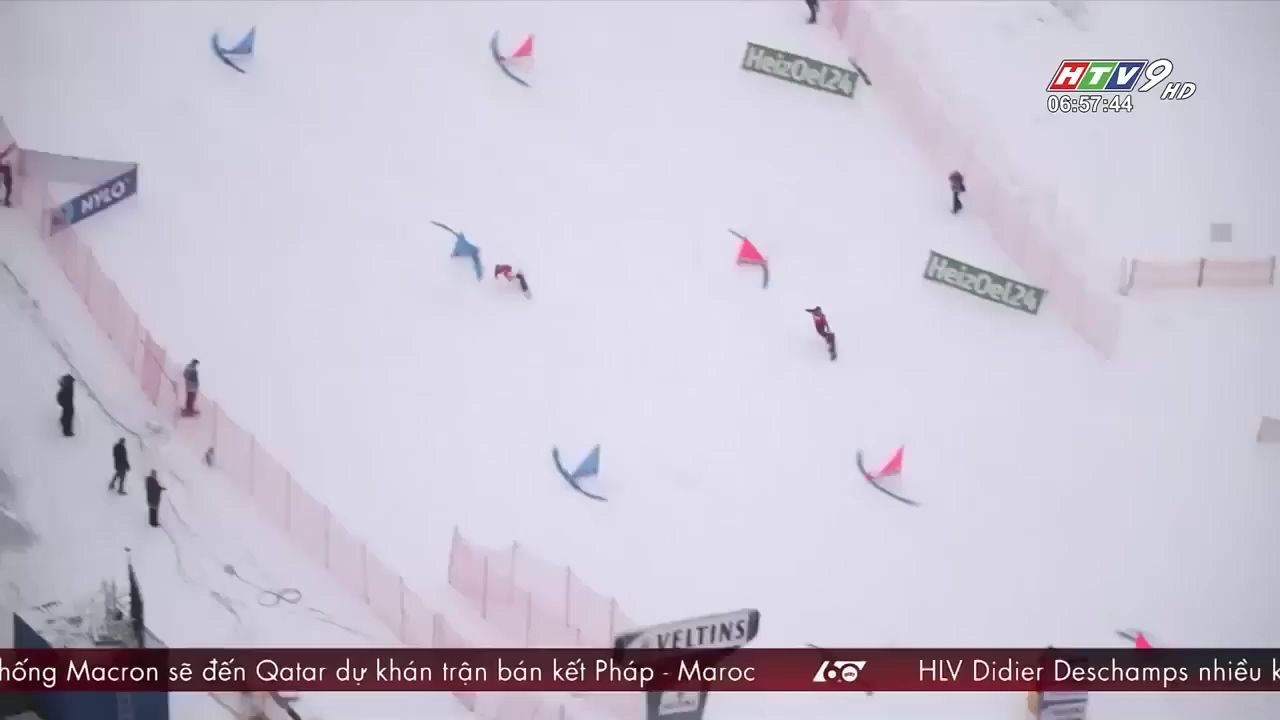 HeizOel24
HTV9 HD
06:57:44
NYLO
HeizOel24
VELTINS
hống Macron sẽ đến Qatar dự khán trận bán kết Pháp - Maroc 60 HLV Didier Deschamps nhiều k